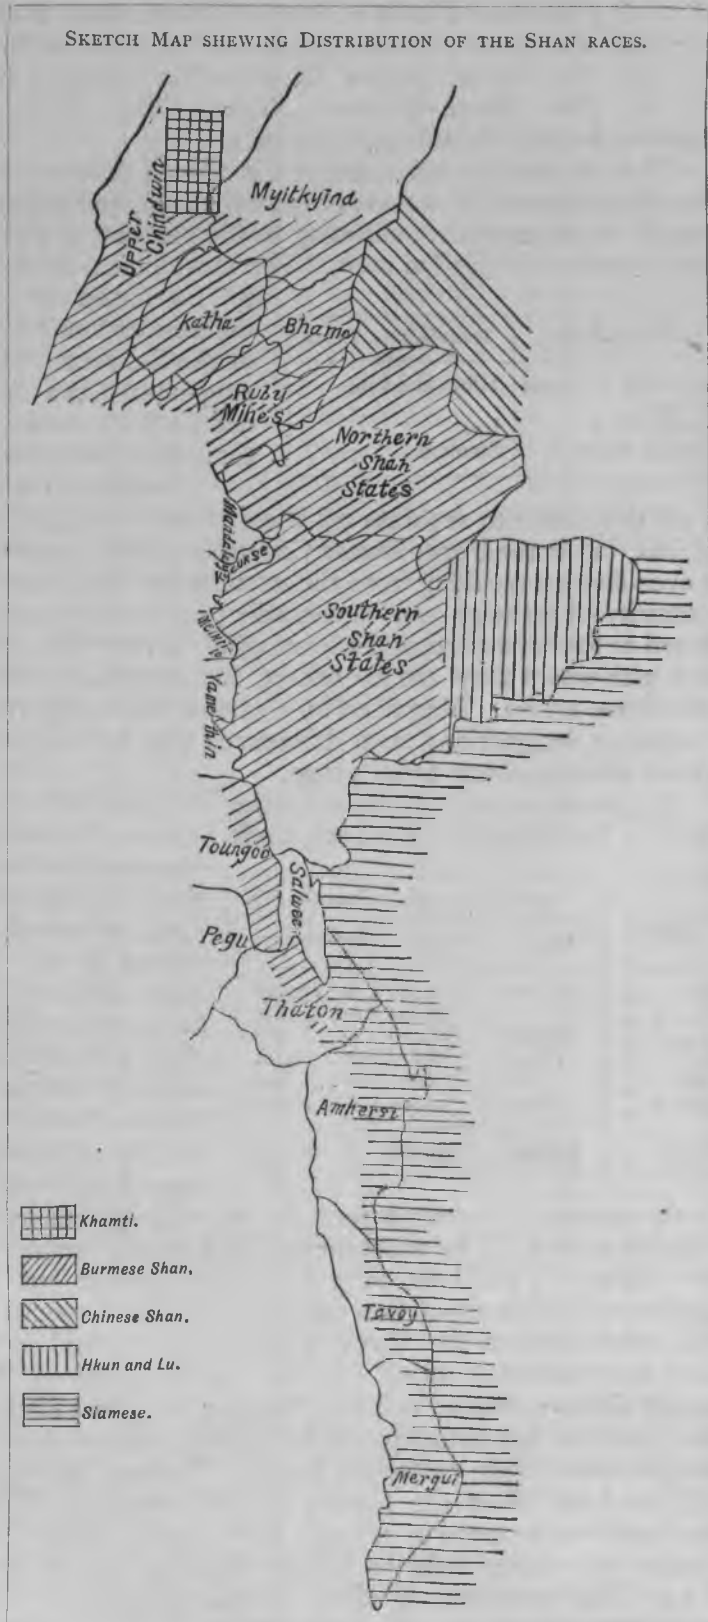 SKETCH MAP SHEWING DISTRIBUTION OF THE SHAN RACES.
Myitkyina
Upper
Chindwin
Katha
Bhamo
Ruby
Mines
Northern
Shan
States
Mandalay
Southern
Shan
States
Yamethin
Toungoo
Salwee
Pegu
Thaton
Amherst
Khamti.
Burmese Shan.
Chinese Shan.
Tavoy
Hkun and Lu.
Siamese.
Mergui